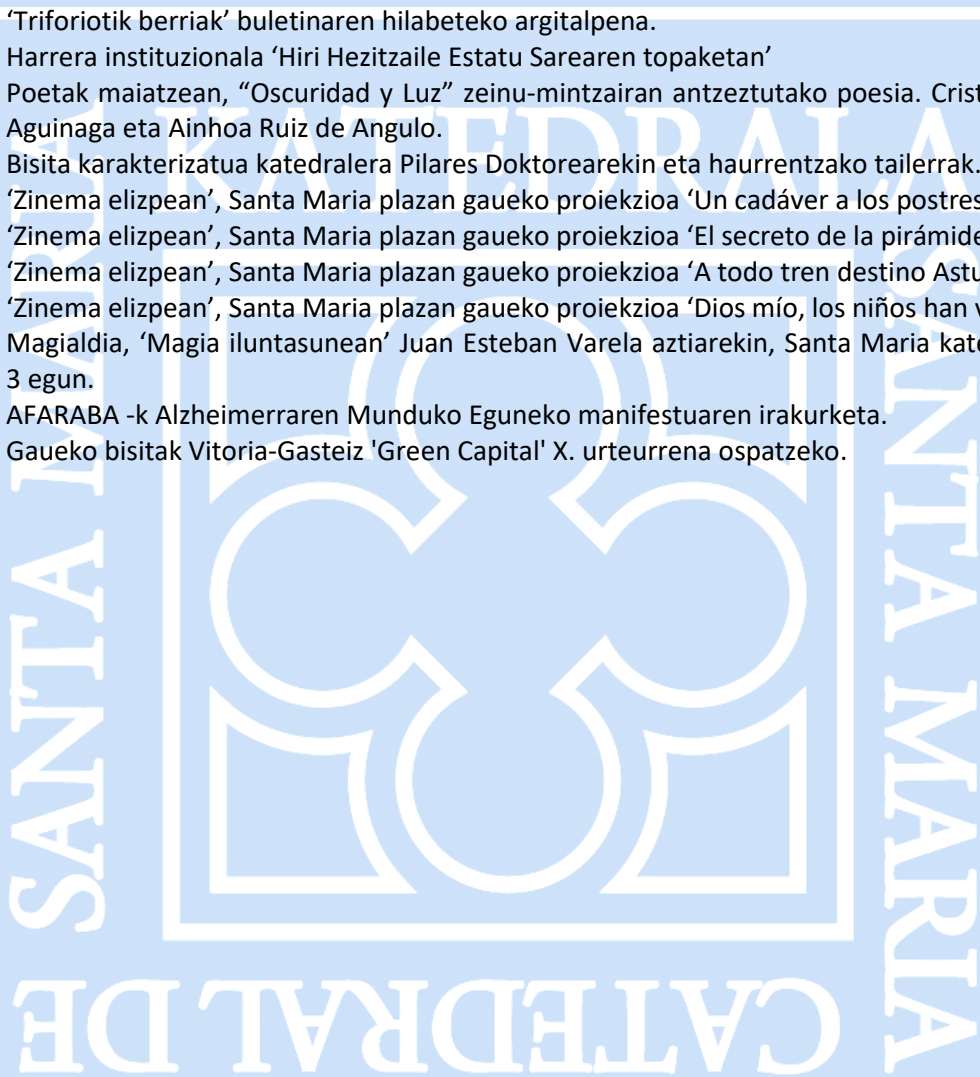 ‘Triforiotik berriak’ buletinaren hilabeteko argitalpena.
Harrera instituzionala ‘Hiri Hezitzaile Estatu Sarearen topaketan’
Poetak maiatzean, “Oscuridad y Luz” zeinu-mintzairan antzeztutako poesia.
Aguinaga eta Ainhoa Ruiz de Angulo.
Bisita karakterizatua katedralera Pilares Doktorearekin eta haurrentzako tailerrak.
‘Zinema elizpean’, Santa Maria plazan gaueko proiekzioa ‘Un cadáver a los postres
‘Zinema elizpean’, Santa Maria plazan gaueko proiekzioa ‘El secreto de la pirámide
‘Zinema elizpean’, Santa Maria plazan gaueko proiekzioa ‘A todo tren destino
‘Zinema elizpean’, Santa Maria plazan gaueko proiekzioa ‘Dios mío, los niños han
Magialdia, ‘Magia iluntasunean’ Juan Esteban Varela aztiarekin, Santa Maria
3 egun.
AFARABA -k Alzheimerraren Munduko Eguneko manifestuaren irakurketa.
Gaueko bisitak Vitoria-Gasteiz 'Green Capital' X. urteurrena ospatzeko.
KATEDRALA
SANTA MARIA
CATEDRAL DE
SANTA MARIA